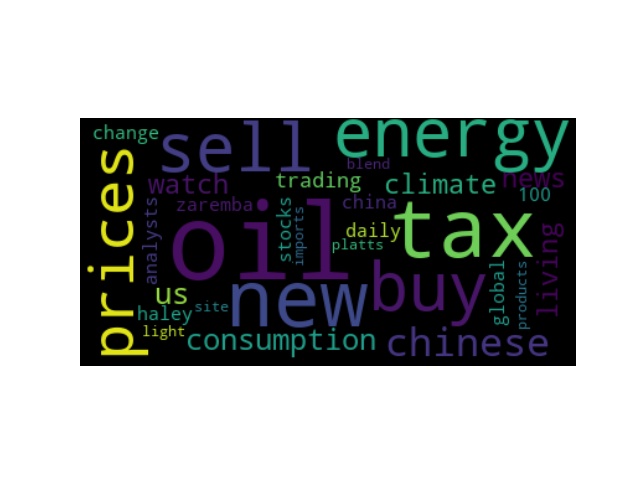 change
sell
energy
blend
prices
watch
trading
climate
news
100
analysts
zaremba
stocks
imports
china
oil
daily
platts
tax
living
us
new
buy
global
products
haley
site
light
consumption
chinese